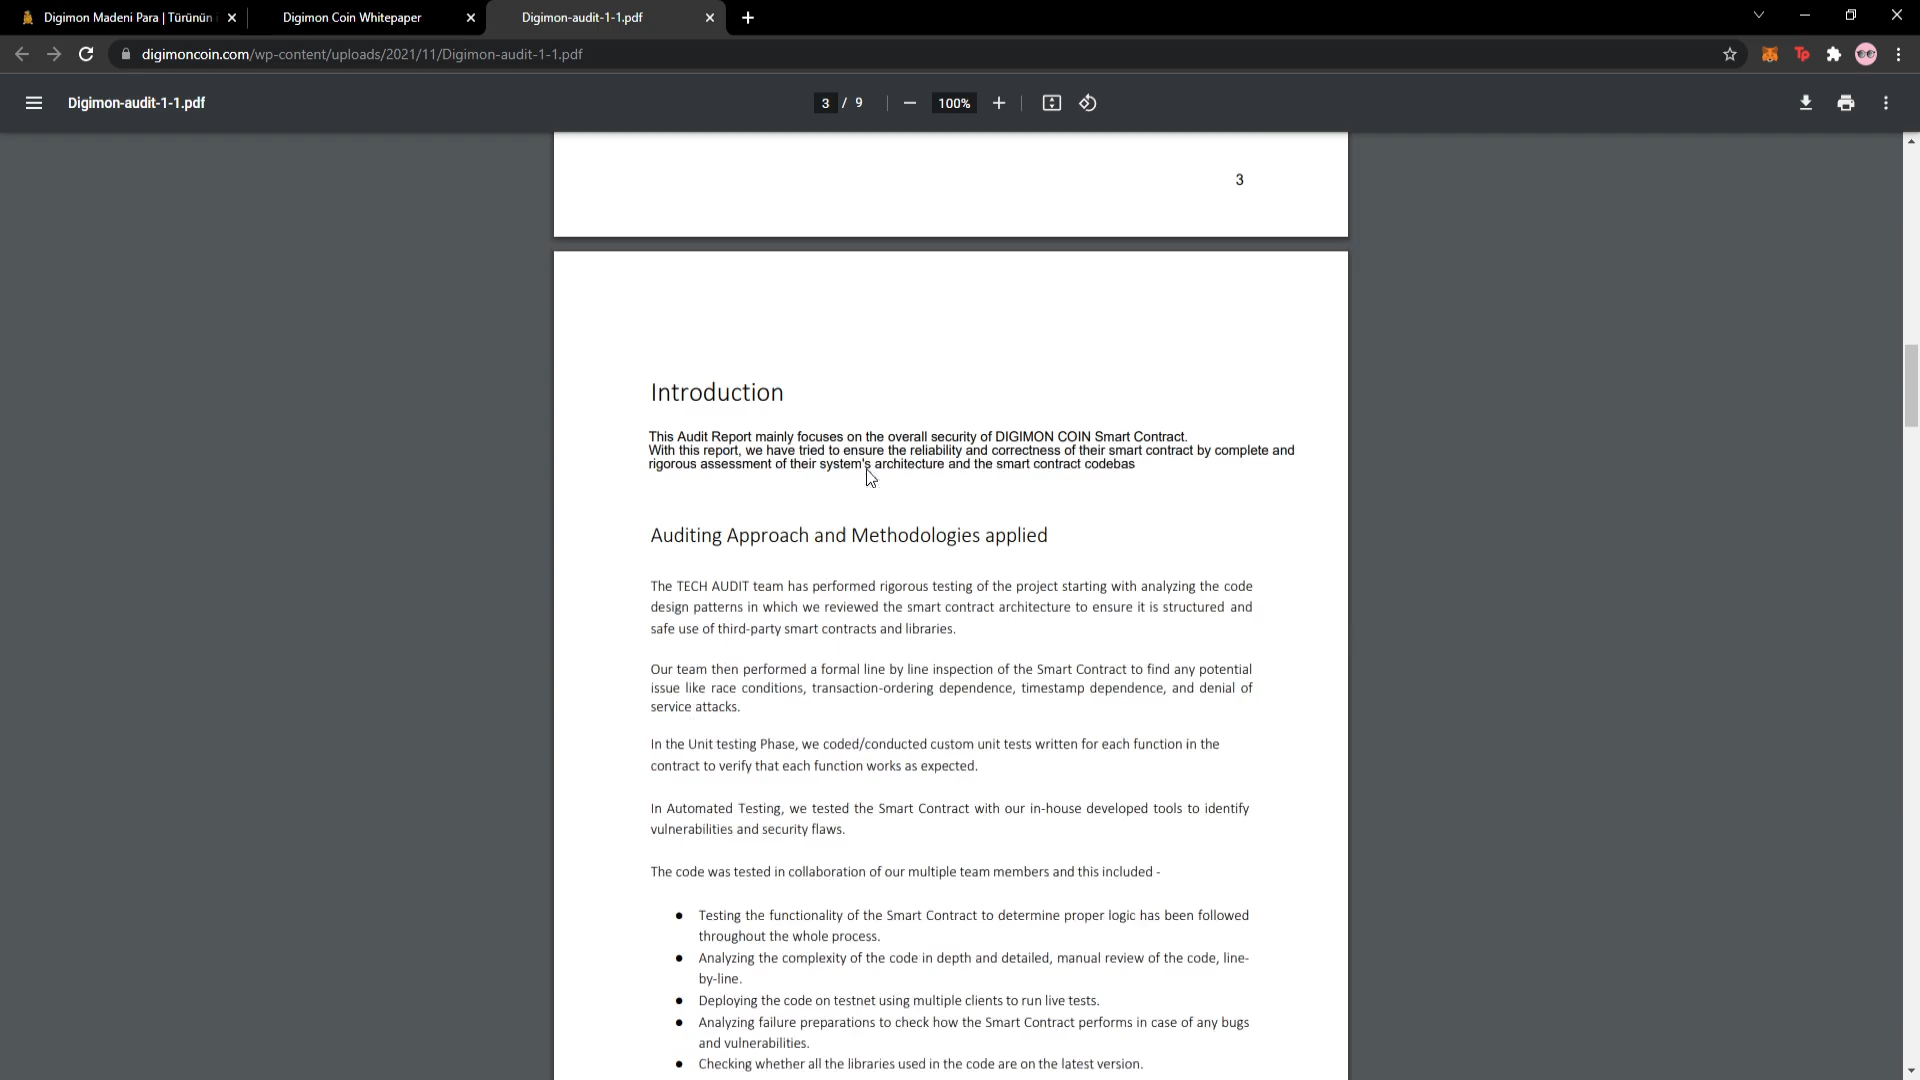 Digimon Madeni Para | Türünün
Digimon Coin Whitepaper
Digimon-audit-1-1.pdf
digimoncoin.com/wp-content/uploads/2021/11/Digimon-audit-1-1.pdf
Tp
Digimon-audit-1-1.pdf
3 / 9
100%
3
Introduction
This Audit Report mainly focuses on the overall security of DIGIMON COIN Smart Contract.
With this report, we have tried to ensure the reliability and correctness of their smart contract by complete and
rigorous assessment of their system's architecture and the smart contract codebas
Auditing Approach and Methodologies applied
The TECH AUDIT team has performed rigorous testing of the project starting with analyzing the code
design patterns in which we reviewed the smart contract architecture to ensure it is structured and
safe use of third-party smart contracts and libraries.
Our team then performed a formal line by line inspection of the Smart Contract to find any potential
issue like race conditions, transaction-ordering dependence, timestamp dependence, and denial of
service attacks.
In the Unit testing Phase, we coded/conducted custom unit tests written for each function in the
contract to verify that each function works as expected.
In Automated Testing, we tested the Smart Contract with our in-house developed tools to identify
vulnerabilities and security flaws.
The code was tested in collaboration of our multiple team members and this included -
● Testing the functionality of the Smart Contract to determine proper logic has been followed
throughout the whole process.
● Analyzing the complexity of the code in depth and detailed, manual review of the code, line-
by-line.
● Deploying the code on testnet using multiple clients to run live tests.
● Analyzing failure preparations to check how the Smart Contract performs in case of any bugs
and vulnerabilities.
● Checking whether all the libraries used in the code are on the latest version.